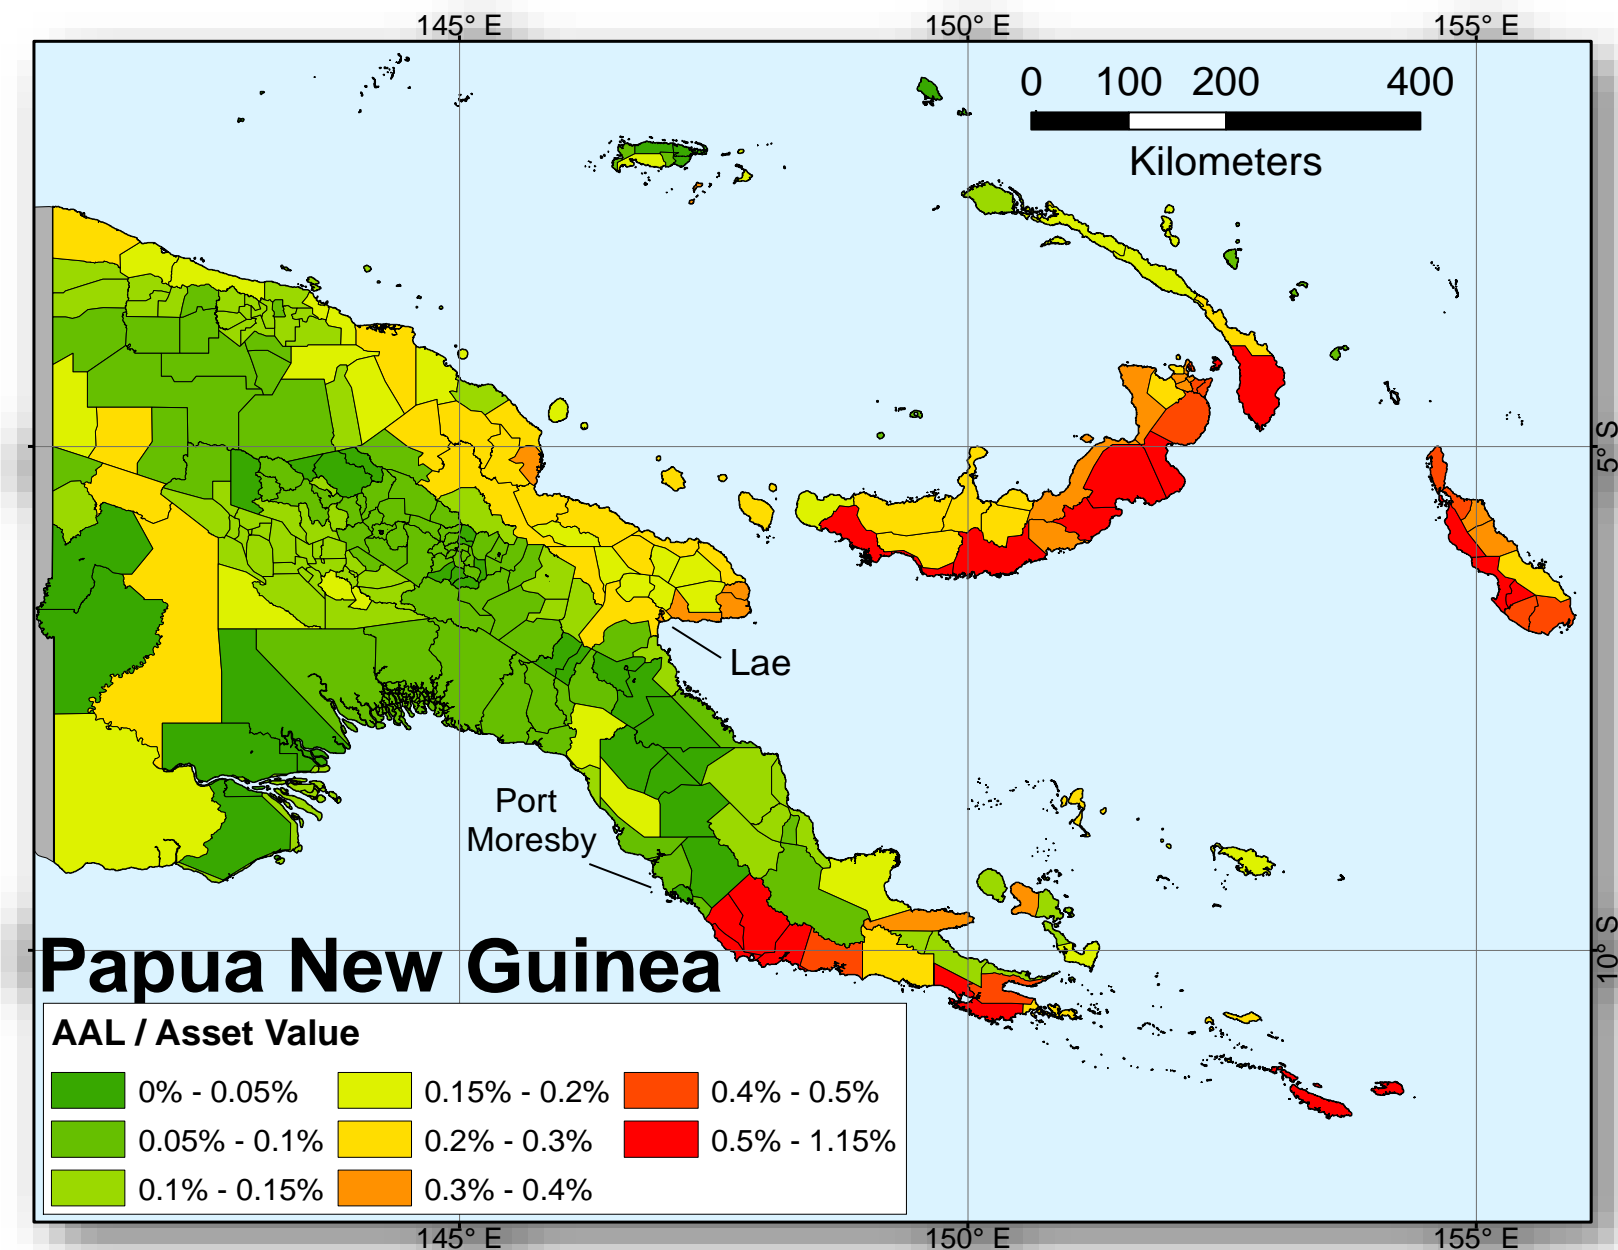 145° E 150° E 155° E
0 100 200 400
Kilometers
5° S
Lae
Port
Moresby
10° S
Papua New Guinea
AAL / Asset Value
0% - 0.05% 0.15% - 0.2% 0.4% - 0.5%
0.05% - 0.1% 0.2% - 0.3% 0.5% - 1.15%
0.1% - 0.15% 0.3% - 0.4%
145° E 150° E 155° E